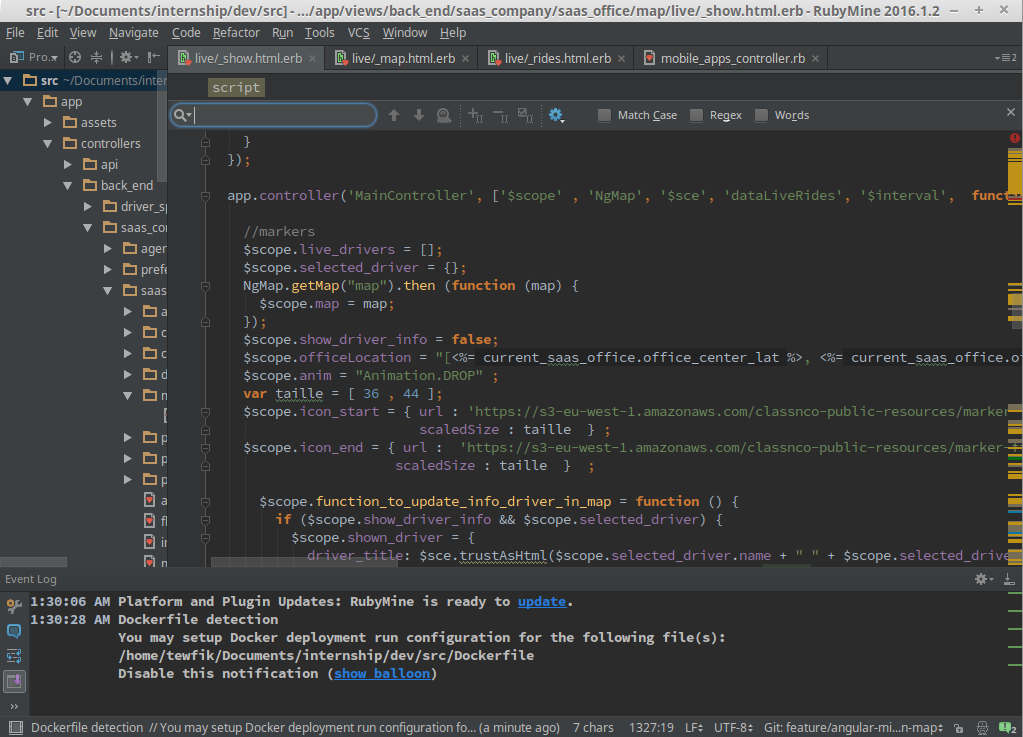 src - [~/Documents/internship/dev/src] - .../app/views/back_end/saas_company/saas_office/map/live/_show.html.erb - RubyMine 2016.1.2
File Edit View Navigate Code Refactor Run Tools VCS Window Help
Pro... live/_show.html.erb live/_map.html.erb live/_rides.html.erb mobile_apps_controller.rb 2
src ~/Documents/inter
script
app
assets
controllers
api
back_end
driver_sp
saas_co
ager
prefe
saas
a
c
c
d
n
p
p
p
a
fl
ir
Match Case Regex Words
}
});
app.controller('MainController', ['$scope' , 'NgMap', '$sce', 'dataLiveRides', '$interval', funct
//markers
$scope.live_drivers = [];
$scope.selected_driver = {};
NgMap.getMap("map").then (function (map) {
$scope.map = map;
});
$scope.show_driver_info = false;
$scope.officeLocation = "[<%= current_saas_office.office_center_lat %>, <%= current_saas_office.o
$scope.anim = "Animation.DROP" ;
var taille = [ 36 , 44 ];
$scope.icon_start = { url : 'https://s3-eu-west-1.amazonaws.com/classnco-public-resources/marker
scaledSize : taille } ;
$scope.icon_end = { url : 'https://s3-eu-west-1.amazonaws.com/classnco-public-resources/marker-f
scaledSize : taille } ;
$scope.function_to_update_info_driver_in_map = function () {
if ($scope.show_driver_info && $scope.selected_driver) {
$scope.shown_driver = {
driver_title: $sce.trustAsHtml($scope.selected_driver.name + " " + $scope.selected_drive
Event Log
1:30:06 AM Platform and Plugin Updates: RubyMine is ready to update.
1:30:28 AM Dockerfile detection
You may setup Docker deployment run configuration for the following file(s):
/home/tewfik/Documents/internship/dev/src/Dockerfile
Disable this notification (show balloon)
Dockerfile detection // You may setup Docker deployment run configuration fo... (a minute ago) 7 chars 1327:19 LF÷ UTF-8÷ Git: feature/angular-mi...n-map÷ 2